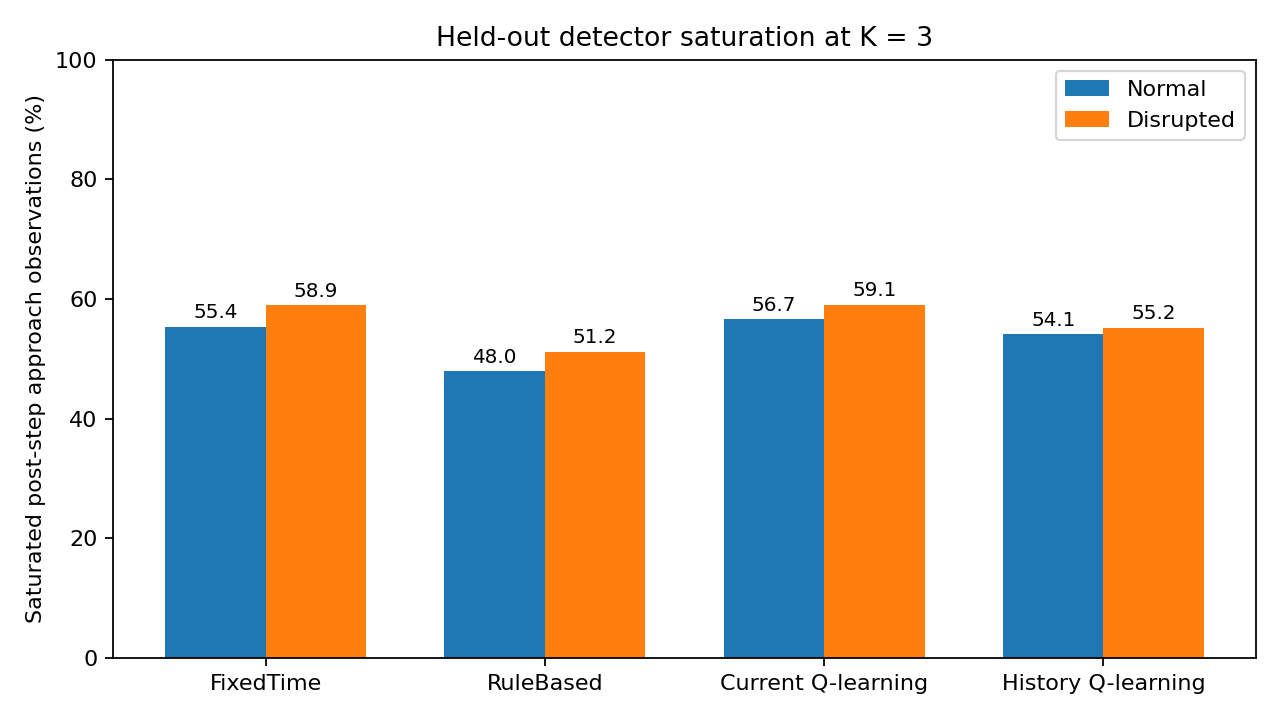 Held-out detector saturation at K = 3
Saturated post-step approach observations (%)
100
80
60
40
20
0
Normal
Disrupted
55.4
58.9
48.0
51.2
56.7
59.1
54.1
55.2
FixedTime
RuleBased
Current Q-learning
History Q-learning